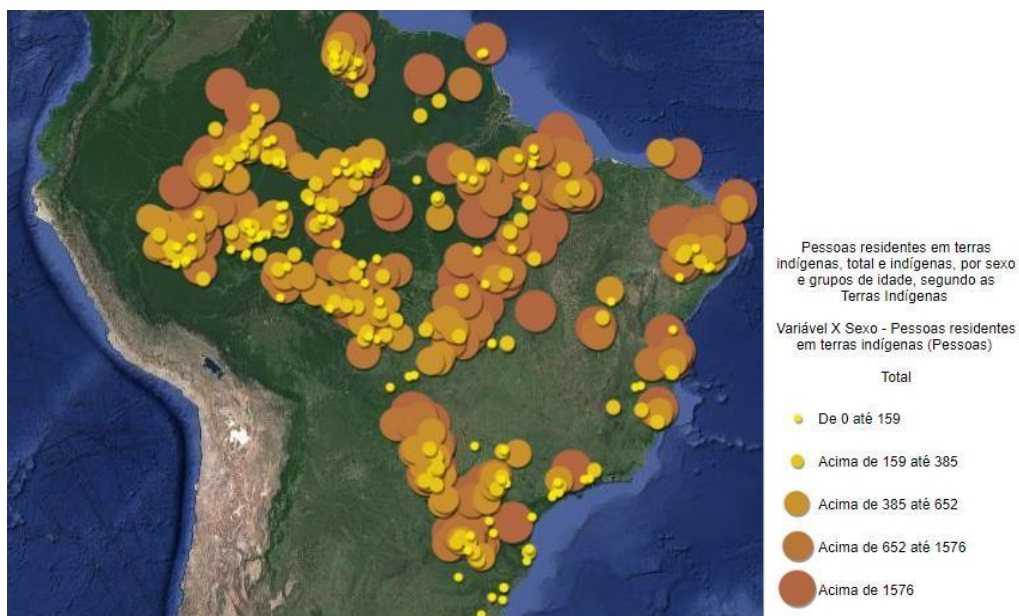 Pessoas residentes em terras
indígenas, total e indígenas, por sexo
e grupos de idade, segundo as
Terras Indígenas
Variável X Sexo - Pessoas residentes
em terras indígenas (Pessoas)
Total
De 0 até 159
Acima de 159 até 385
Acima de 385 até 652
Acima de 652 até 1576
Acima de 1576